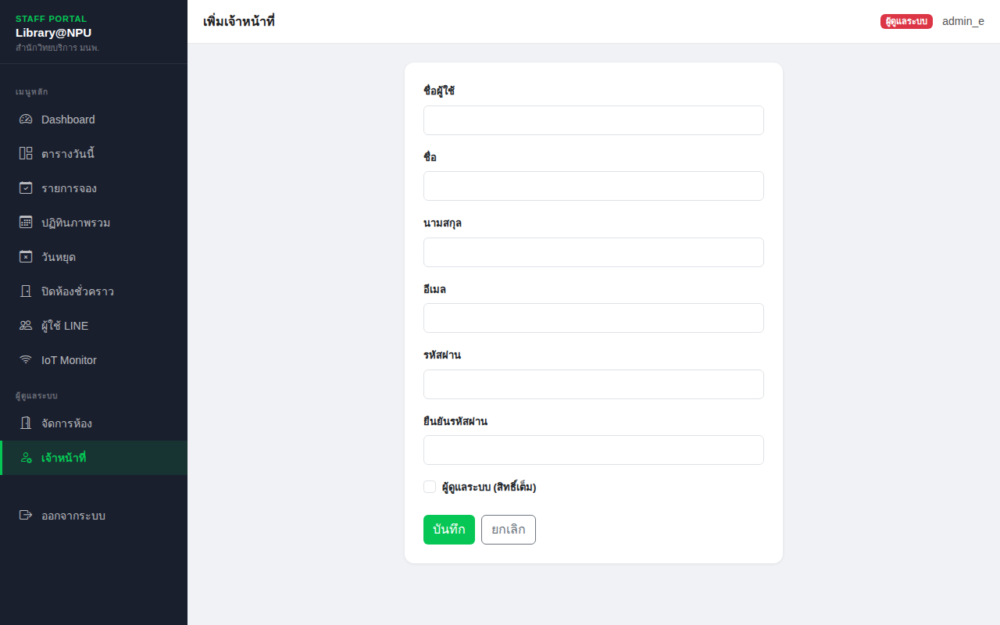 STAFF PORTAL
Library@NPU
สำนักวิทยบริการ มนพ.
เมนูหลัก
Dashboard
ตารางวันนี้
รายการจอง
ปฏิทินภาพรวม
วันหยุด
ปิดห้องชั่วคราว
ผู้ใช้ LINE
IoT Monitor
ผู้ดูแลระบบ
จัดการห้อง
เจ้าหน้าที่
ออกจากระบบ
เพิ่มเจ้าหน้าที่
ผู้ดูแลระบบ admin_e
ชื่อผู้ใช้
ชื่อ
นามสกุล
อีเมล
รหัสผ่าน
ยืนยันรหัสผ่าน
ผู้ดูแลระบบ (สิทธิ์เต็ม)
บันทึก ยกเลิก